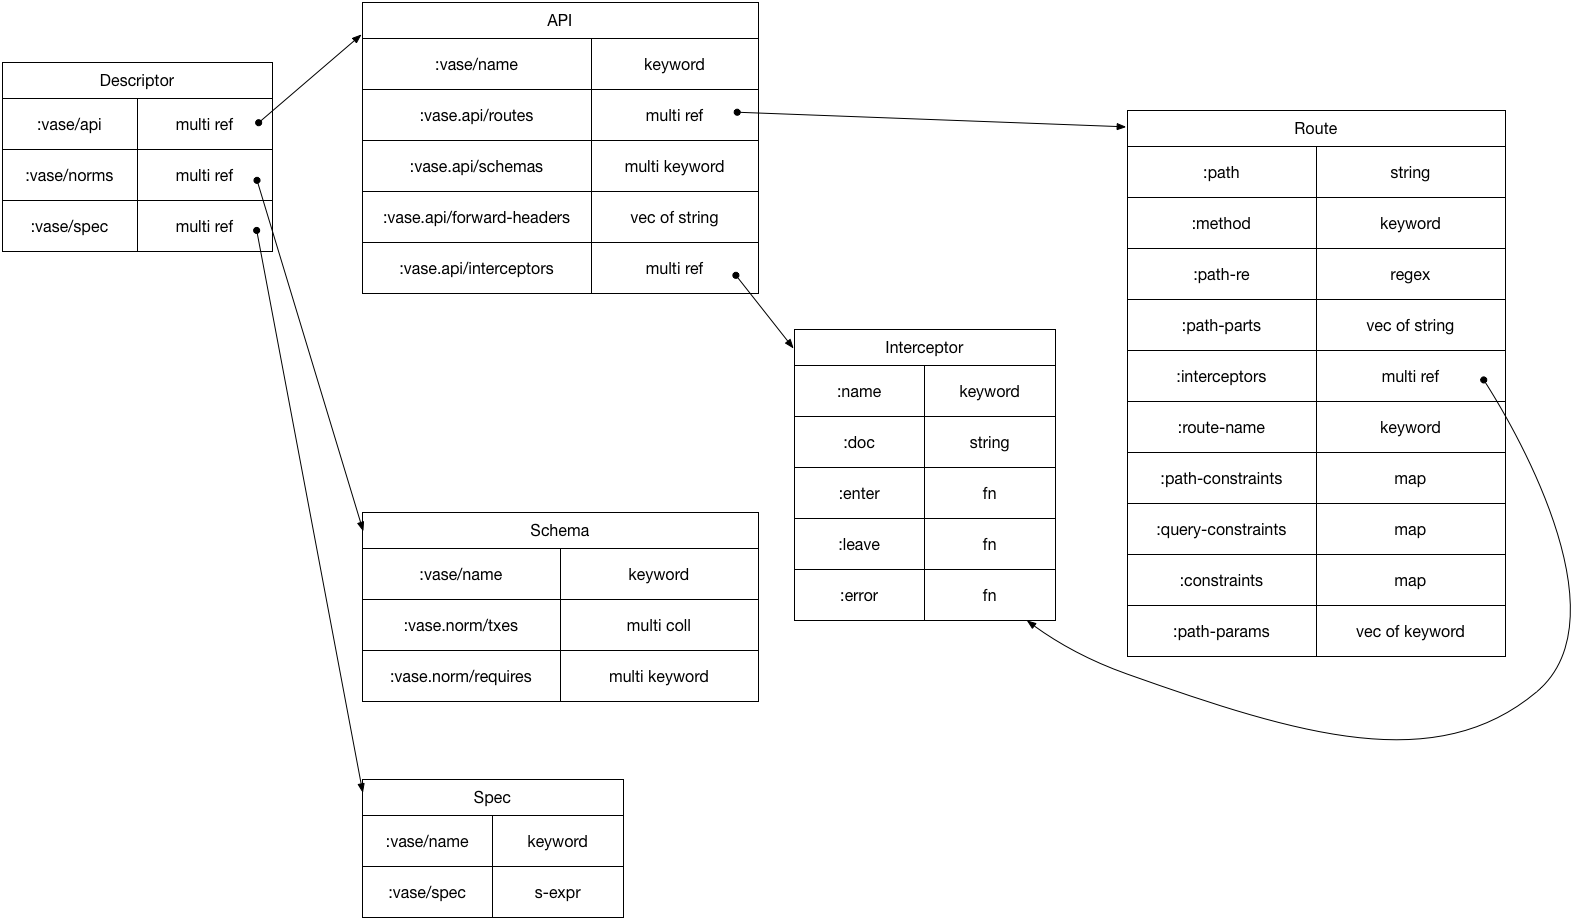 API
:vase/name keyword
:vase.api/routes multi ref
:vase.api/schemas multi keyword
:vase.api/forward-headers vec of string
:vase.api/interceptors multi ref
Descriptor
:vase/api multi ref
:vase/norms multi ref
:vase/spec multi ref
Route
:path string
:method keyword
:path-re regex
:path-parts vec of string
:interceptors multi ref
:route-name keyword
:path-constraints map
:query-constraints map
:constraints map
:path-params vec of keyword
Interceptor
:name keyword
:doc string
:enter fn
:leave fn
:error fn
Schema
:vase/name keyword
:vase.norm/txes multi coll
:vase.norm/requires multi keyword
Spec
:vase/name keyword
:vase/spec s-expr